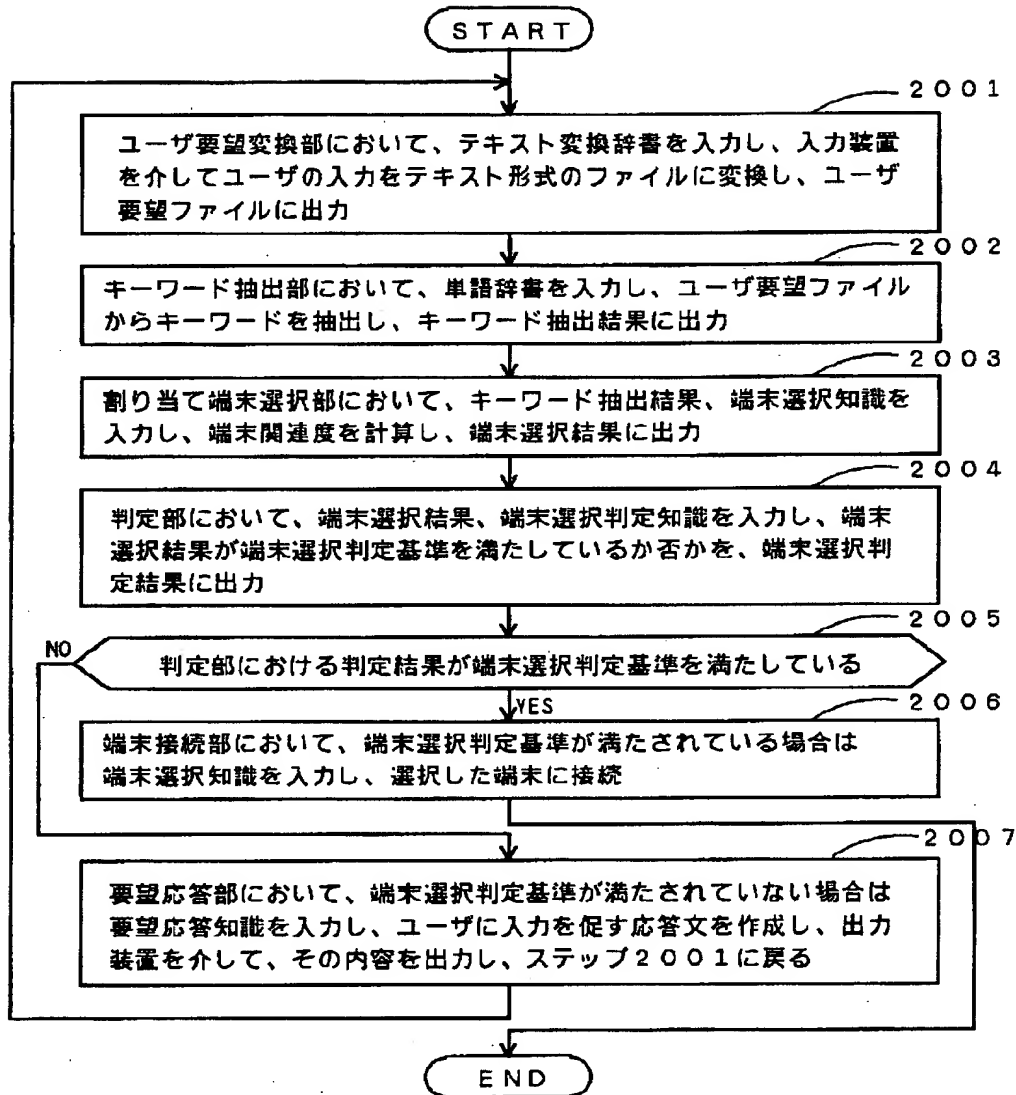 START
2001
ユーザ要望変換部において、テキスト変換辞書を入力し、入力装置
を介してユーザの入力をテキスト形式のファイルに変換し、ユーザ
要望ファイルに出力
2002
キーワード抽出部において、単語辞書を入力し、ユーザ要望ファイル
からキーワードを抽出し、キーワード抽出結果に出力
2003
割り当て端末選択部において、キーワード抽出結果、端末選択知識を
入力し、端末関連度を計算し、端末選択結果に出力
2004
判定部において、端末選択結果、端末選択判定知識を入力し、端末
選択結果が端末選択判定基準を満たしているか否かを、端末選択判
定結果に出力
2005
NO
判定部における判定結果が端末選択判定基準を満たしている
YES
2006
端末接続部において、端末選択判定基準が満たされている場合は
端末選択知識を入力し、選択した端末に接続
2007
要望応答部において、端末選択判定基準が満たされていない場合は
要望応答知識を入力し、ユーザに入力を促す応答文を作成し、出力
装置を介して、その内容を出力し、ステップ2001に戻る
END